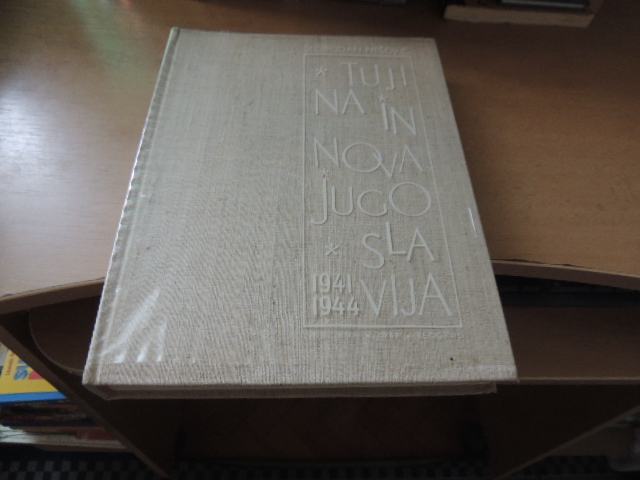 * TUJI
NA IN
NOVA
JUGO
* SLA
1941
1944 VIJA